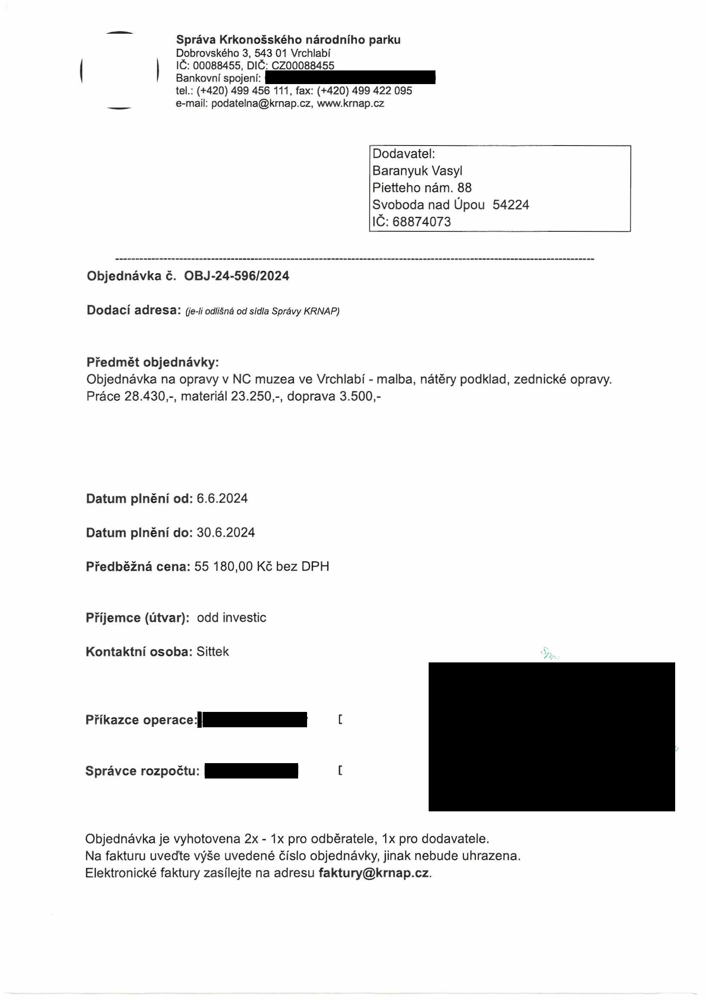 Správa Krkonošského národního parku
Dobrovského 3, 543 01 Vrchlabí
IČ: 00088455, DIČ: CZ00088455
Bankovní spojení:
tel.: (+420) 499 456 111, fax: (+420) 499 422 095
e-mail: podatelna@krnap.cz, www.krnap.cz
Dodavatel:
Baranyuk Vasyl
Pietteho nám. 88
Svoboda nad Úpou 54224
IČ: 68874073
Objednávka č. OBJ-24-596/2024
Dodací adresa: (je-li odlišná od sídla Správy KRNAP)
Předmět objednávky:
Objednávka na opravy v NC muzea ve Vrchlabí - malba, nátěry podklad, zednické opravy.
Práce 28.430,-, materiál 23.250,-, doprava 3.500,-
Datum plnění od: 6.6.2024
Datum plnění do: 30.6.2024
Předběžná cena: 55 180,00 Kč bez DPH
Příjemce (útvar): odd investic
Kontaktní osoba: Sittek
Příkazce operace:
Správce rozpočtu:
Objednávka je vyhotovena 2x - 1x pro odběratele, 1x pro dodavatele.
Na fakturu uveďte výše uvedené číslo objednávky, jinak nebude uhrazena.
Elektronické faktury zasílejte na adresu faktury@krnap.cz.